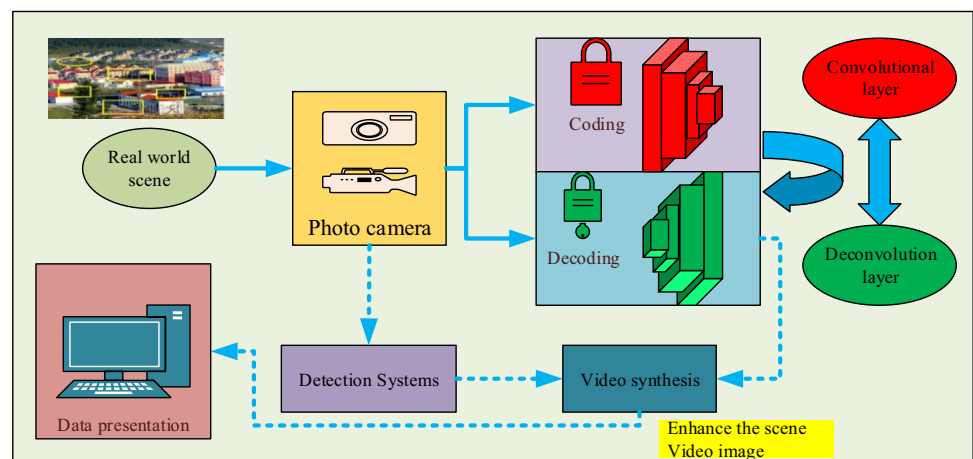 Real world
scene
Photo camera
Coding
Decoding
Convolutional
layer
Deconvolution
layer
Data presentation
Detection Systems
Video synthesis
Enhance the scene
Video image